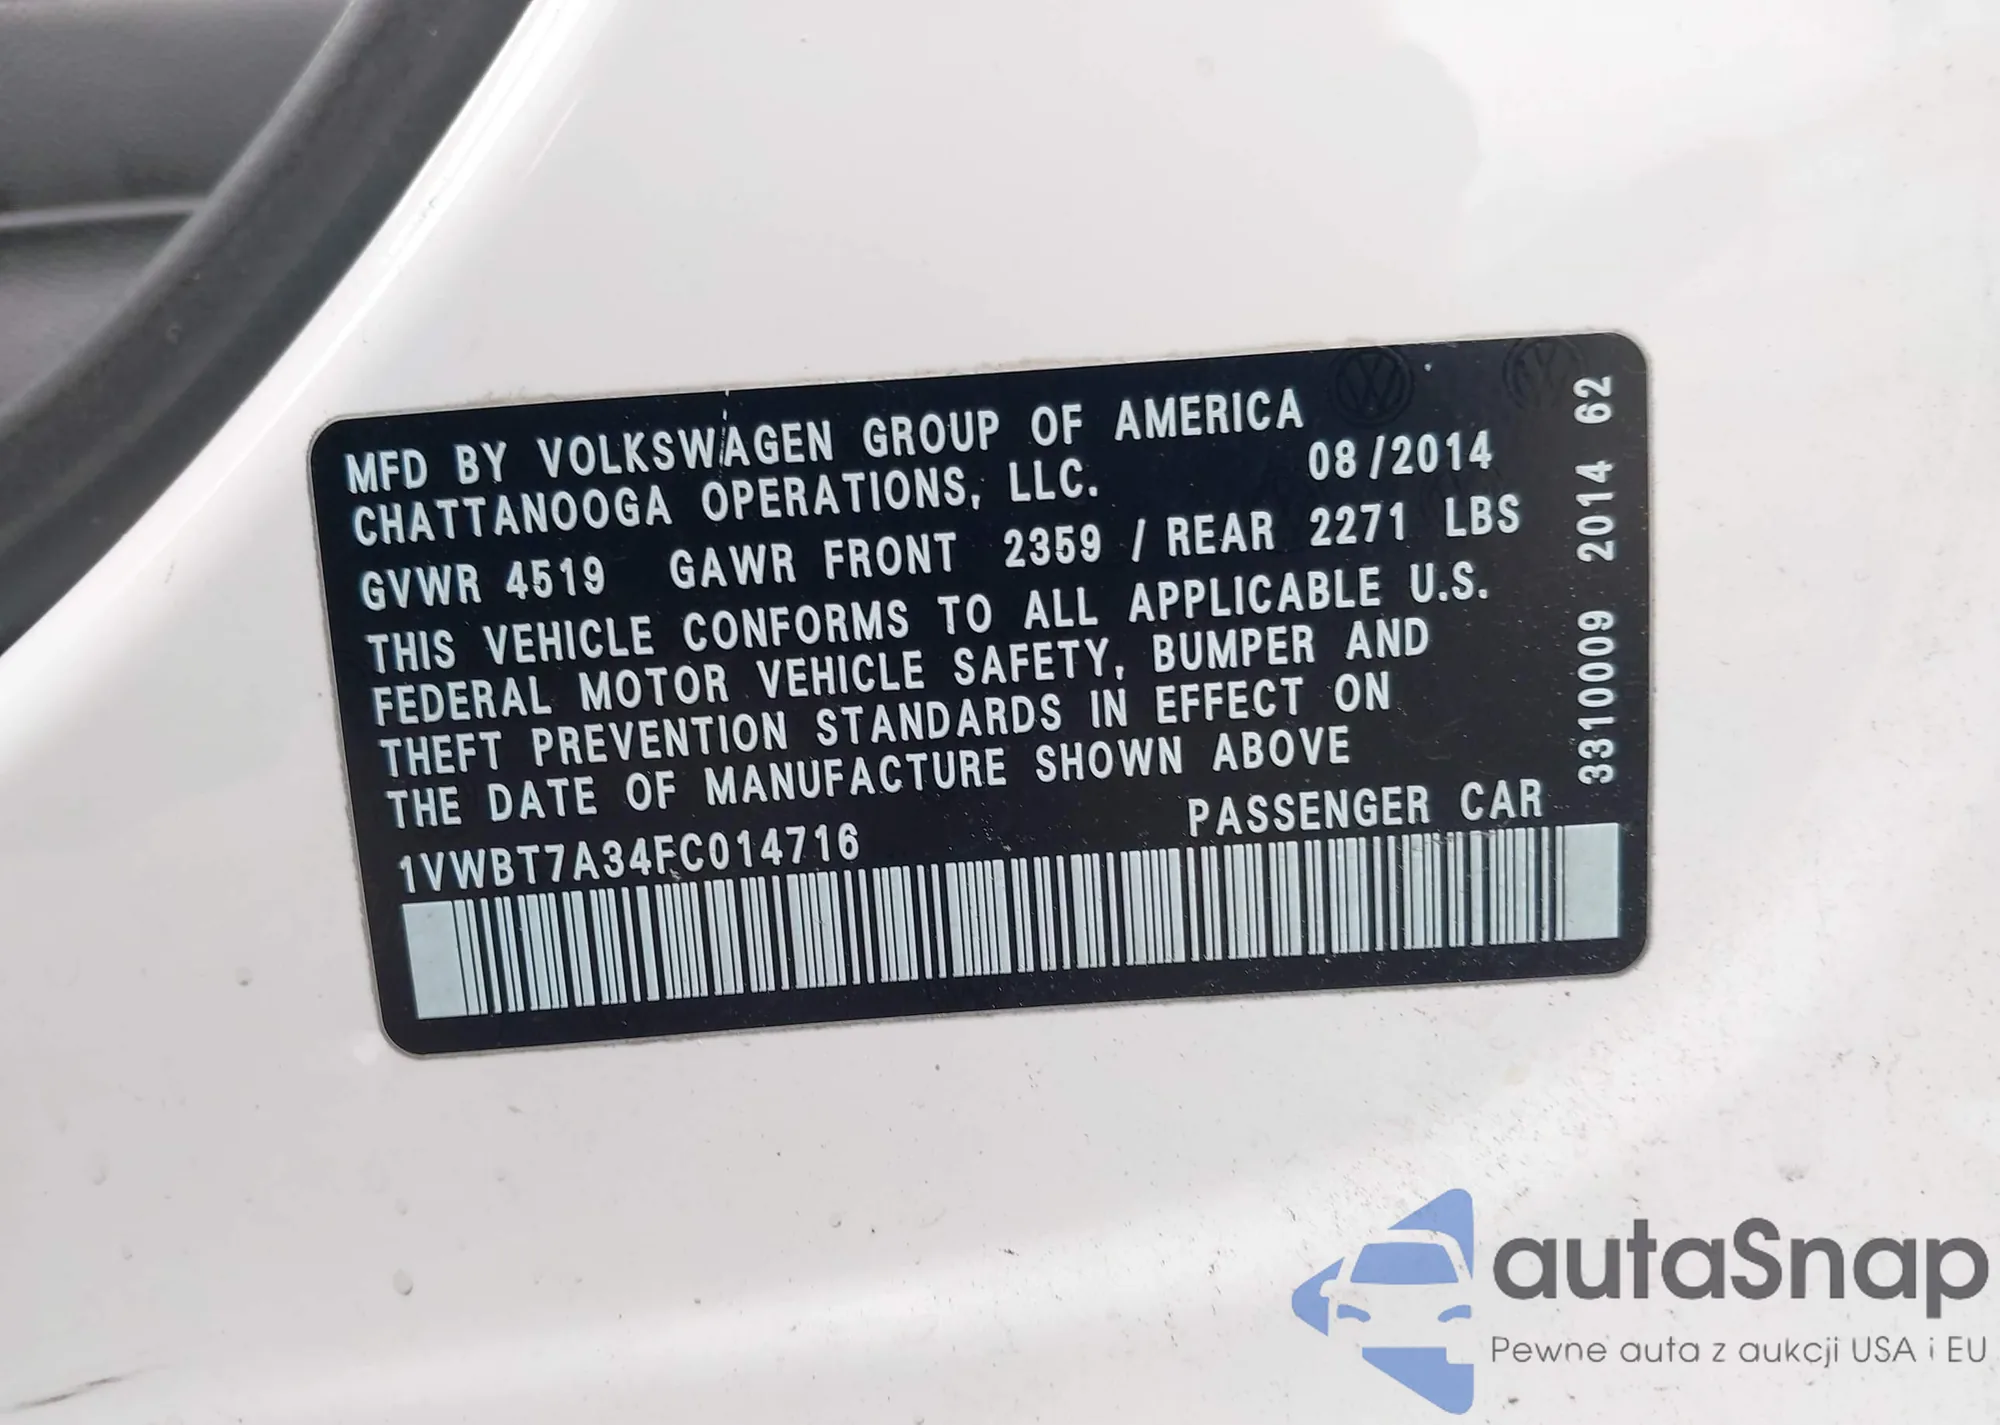 MFD BY VOLKSWAGEN GROUP OF AMERICA
CHATTANOOGA OPERATIONS, LLC. 08/2014
GVWR 4519 GAWR FRONT 2359 / REAR 2271 LBS
THIS VEHICLE CONFORMS TO ALL APPLICABLE U.S.
FEDERAL MOTOR VEHICLE SAFETY, BUMPER AND
THEFT PREVENTION STANDARDS IN EFFECT ON
THE DATE OF MANUFACTURE SHOWN ABOVE
1VWBT7A34FC014716 PASSENGER CAR
3310009 2014 62
autaSnap
Pewne auta z aukcji USA i EU